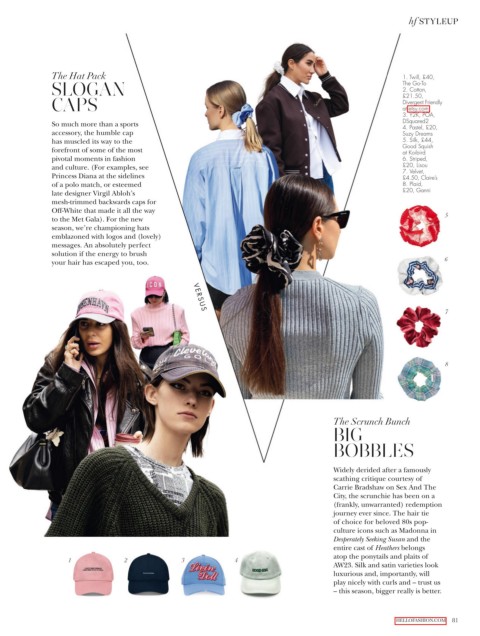 hf STYLEUP
The Hat Pack
SLOGAN
CAPS
So much more than a sports
accessory, the humble cap
has muscled its way to the
forefront of some of the most
pivotal moments in fashion
and culture. (For examples, see
Princess Diana at the sidelines
of a polo match, or esteemed
late designer Virgil Abloh's
mesh-trimmed backwards caps for
Off-White that made it all the way
to the Met Gala). For the new
season, we're championing hats
emblazoned with logos and (lovely)
messages. An absolutely perfect
solution if the energy to brush
your hair has escaped you, too.
1. Twill, £40,
The Go-To
2. Cotton,
£21.50,
Divergent Friendly
at etsy.com
3. Y2K, POA,
DSquared2
4. Pastel, £20,
Suzy Dreams
5. Silk, £44,
Good Squish
at Koibird
6. Striped,
£20,
7. Velvet,
£4.50, Claire's
8. Plaid,
£20, Ganni
5
6
7
8
VERSUS
ICON
Cleveland
The Scrunch Bunch
BIG
BOBBLES
Widely derided after a famously
scathing critique courtesy of
Carrie Bradshaw on Sex And The
City, the scrunchie has been on a
(frankly, unwarranted) redemption
journey ever since. The hair tie
of choice for beloved 80s pop-
culture icons such as Madonna in
Desperately Seeking Susan and the
entire cast of Heathers belongs
atop the ponytails and plaits of
AW23. Silk and satin varieties look
luxurious and, importantly, will
play nicely with curls and – trust us
– this season, bigger really is better.
1
2
3
4
HELLOFASHION.COM 81